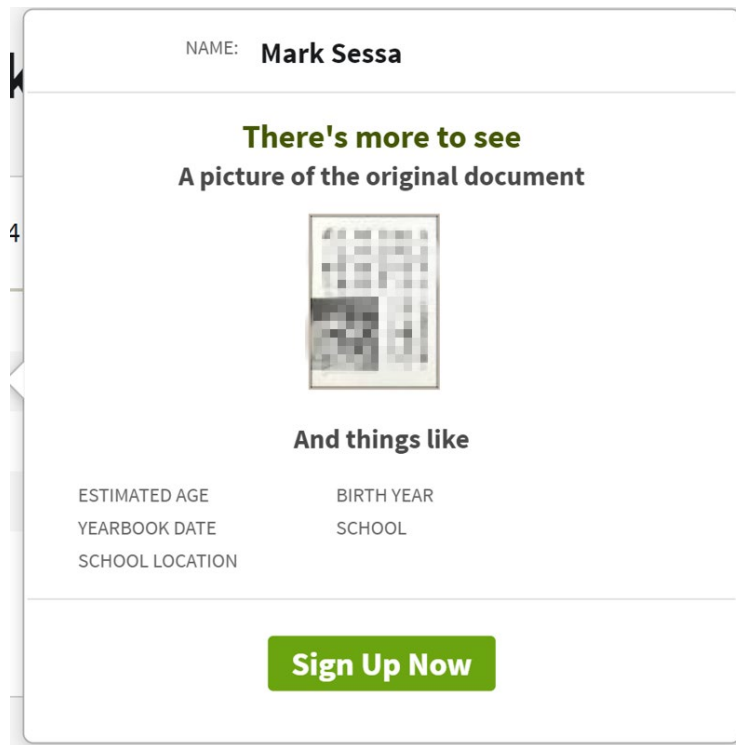 NAME: Mark Sessa
There's more to see
A picture of the original document
And things like
ESTIMATED AGE BIRTH YEAR
YEARBOOK DATE SCHOOL
SCHOOL LOCATION
4
Sign Up Now